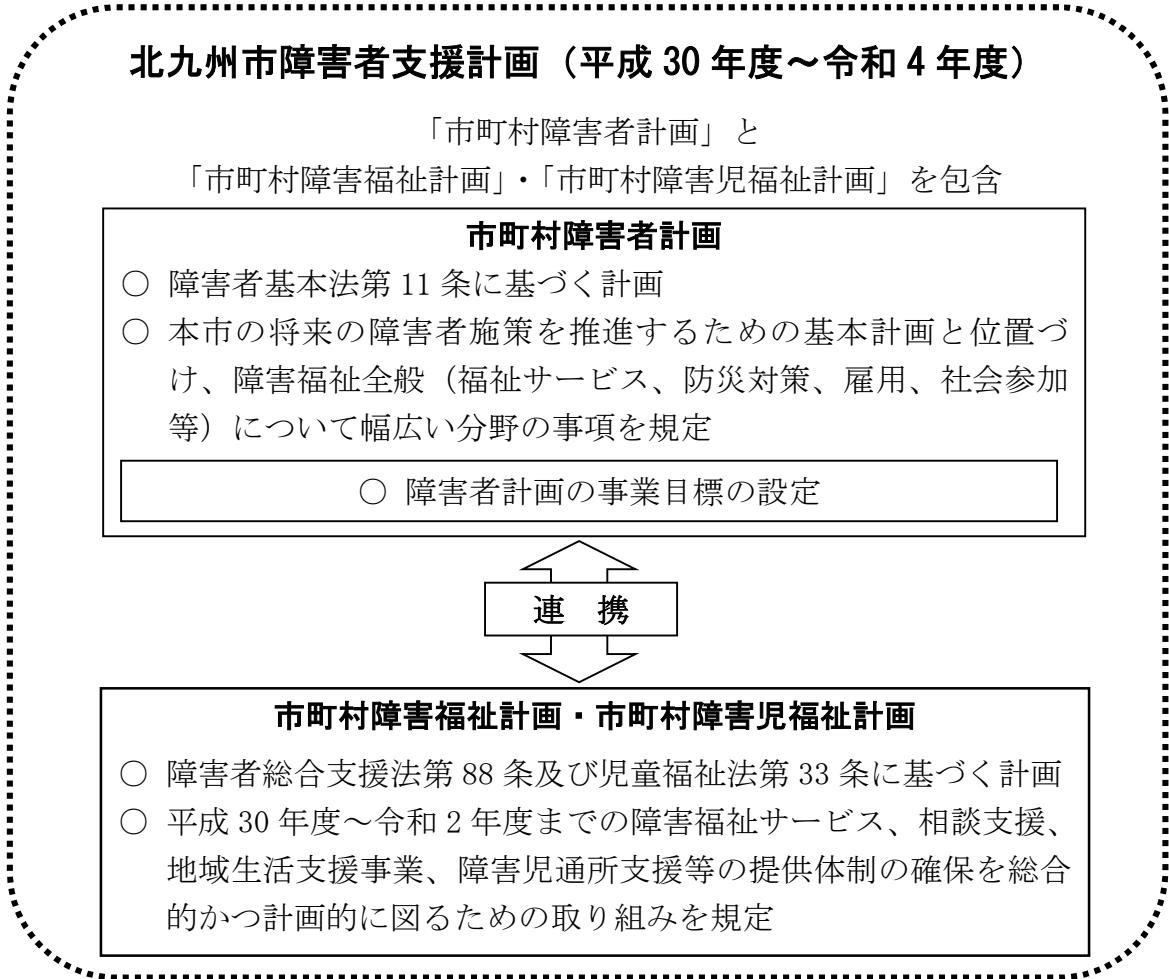 北九州市障害者支援計画（平成 30 年度～令和 4 年度）
「市町村障害者計画」と
「市町村障害福祉計画」・「市町村障害児福祉計画」を包含
市町村障害者計画
○ 障害者基本法第 11 条に基づく計画
○ 本市の将来の障害者施策を推進するための基本計画と位置づ
け、障害福祉全般（福祉サービス、防災対策、雇用、社会参加
等）について幅広い分野の事項を規定
○ 障害者計画の事業目標の設定
連 携
市町村障害福祉計画・市町村障害児福祉計画
○ 障害者総合支援法第 88 条及び児童福祉法第 33 条に基づく計画
○ 平成 30 年度～令和 2 年度までの障害福祉サービス、相談支援、
地域生活支援事業、障害児通所支援等の提供体制の確保を総合
的かつ計画的に図るための取り組みを規定